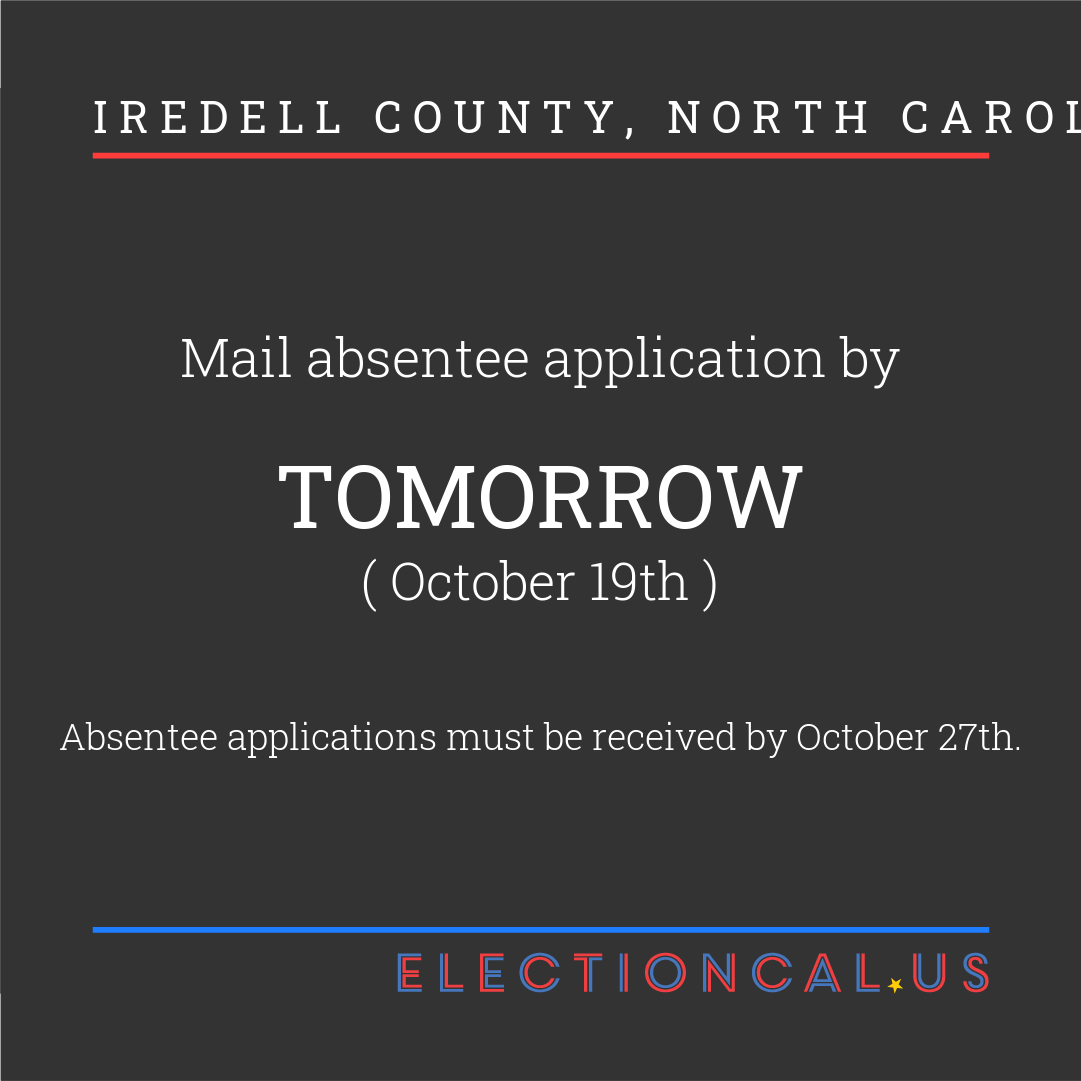 IREDELL COUNTY, NORTH CAROL
Mail absentee application by
TOMORROW
( October 19th )
Absentee applications must be received by October 27th.
ELECTIONCAL.US